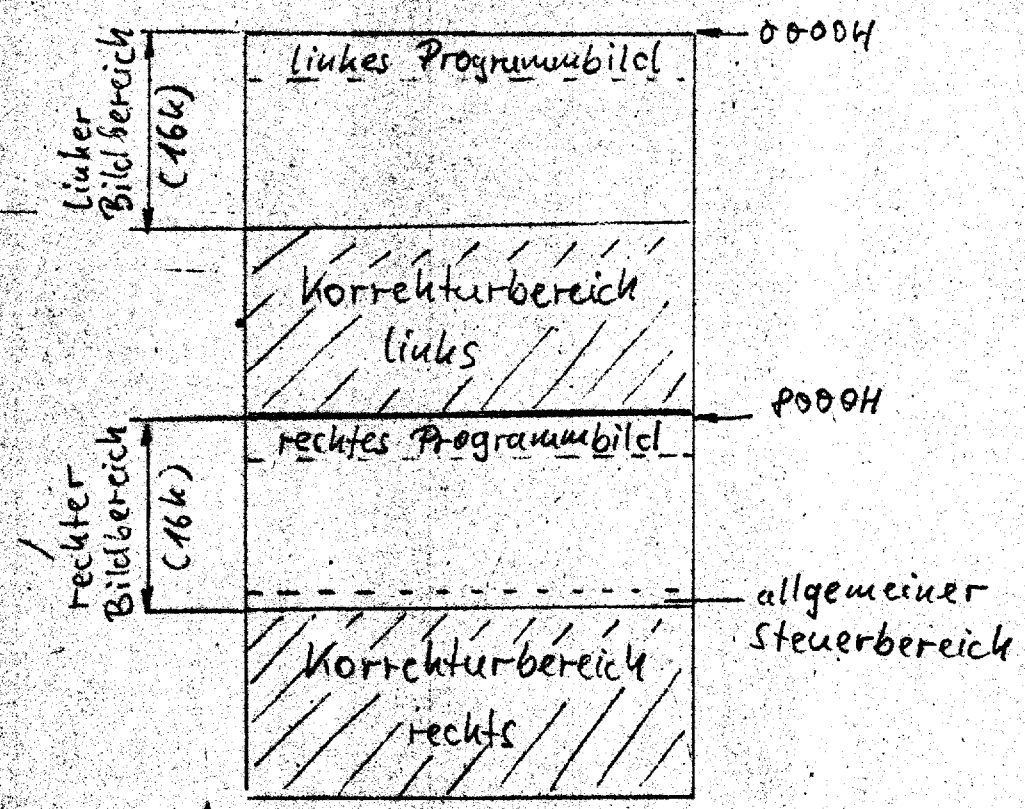 0000H
linkes Programmbild
Linker
Bildbereich
(16k)
Korrekturbereich
links
8000H
rechtes Programmbild
rechter
Bildbereich
(16k)
allgemeiner
Steuerbereich
Korrekturbereich
rechts